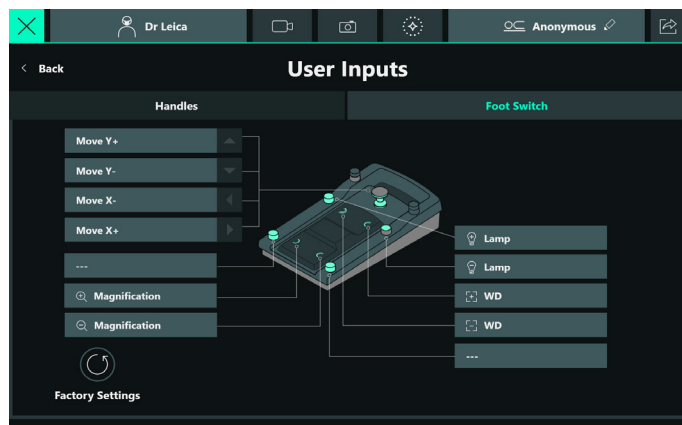 Dr Leica
Anonymous
Back
User Inputs
Handles
Foot Switch
Move Y+
Move Y-
Move X-
Move X+
---
Magnification
Magnification
Lamp
Lamp
WD
WD
---
Factory Settings